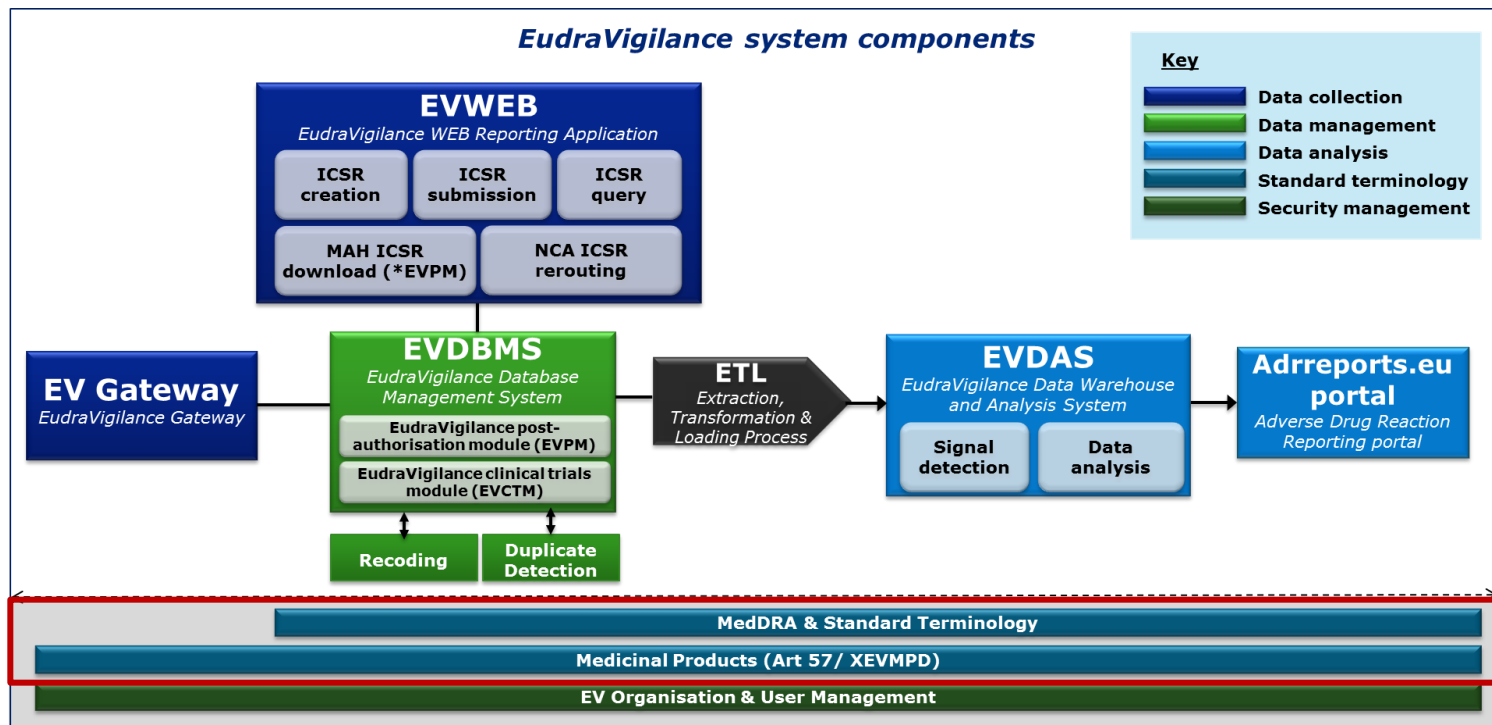 EudraVigilance system components
Key
Data collection
Data management
Data analysis
Standard terminology
Security management
EVWEB
EudraVigilance WEB Reporting Application
ICSR
creation
ICSR
submission
ICSR
query
MAH ICSR
download (*EVPM)
NCA ICSR
rerouting
EV Gateway
EudraVigilance Gateway
EVDBMS
EudraVigilance Database
Management System
EudraVigilance post-
authorisation module (EVPM)
EudraVigilance clinical trials
module (EVCTM)
Recoding
Duplicate
Detection
ETL
Extraction,
Transformation &
Loading Process
EVDAS
EudraVigilance Data Warehouse
and Analysis System
Signal
detection
Data
analysis
Adrreports.eu
portal
Adverse Drug Reaction
Reporting portal
MedDRA & Standard Terminology
Medicinal Products (Art 57/ XEVMPD)
EV Organisation & User Management